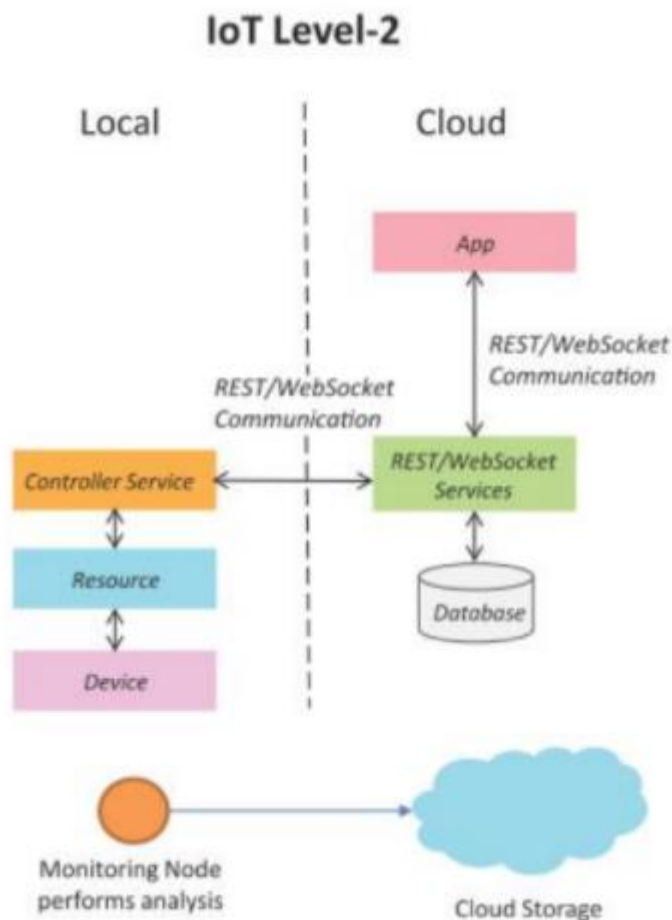 IoT Level-2
Local
Cloud
App
REST/WebSocket
Communication
REST/WebSocket
Communication
Controller Service
REST/WebSocket
Services
Resource
Database
Device
Monitoring Node
performs analysis
Cloud Storage